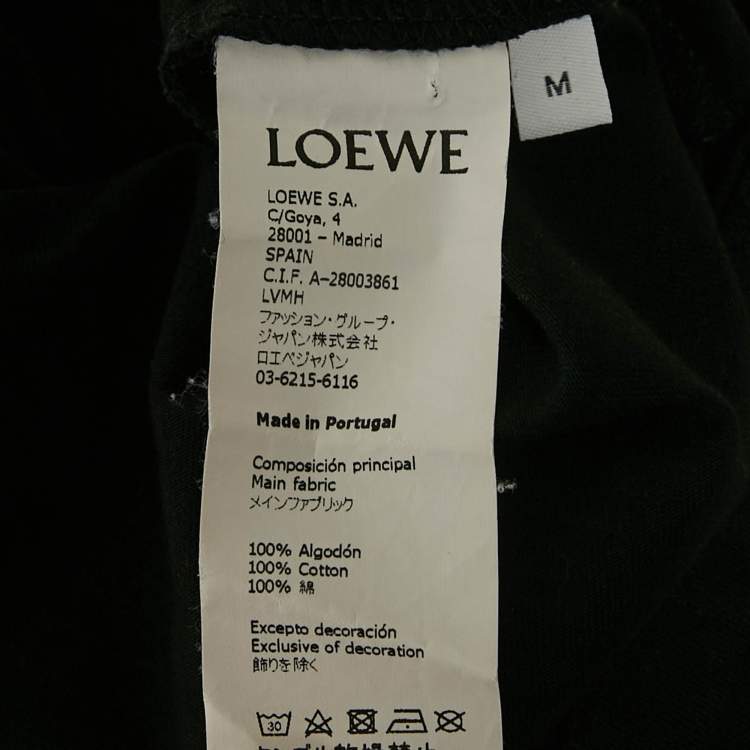 M
LOEWE
LOEWE S.A.
C/Goya, 4
28001 – Madrid
SPAIN
C.I.F. A–28003861
LVMH
ファッション・グループ・
ジャパン株式会社
ロエベジャパン
03-6215-6116
Made in Portugal
Composición principal
Main fabric
メインファブリック
100% Algodón
100% Cotton
100% 綿
Excepto decoración
Exclusive of decoration
飾りを除く
30